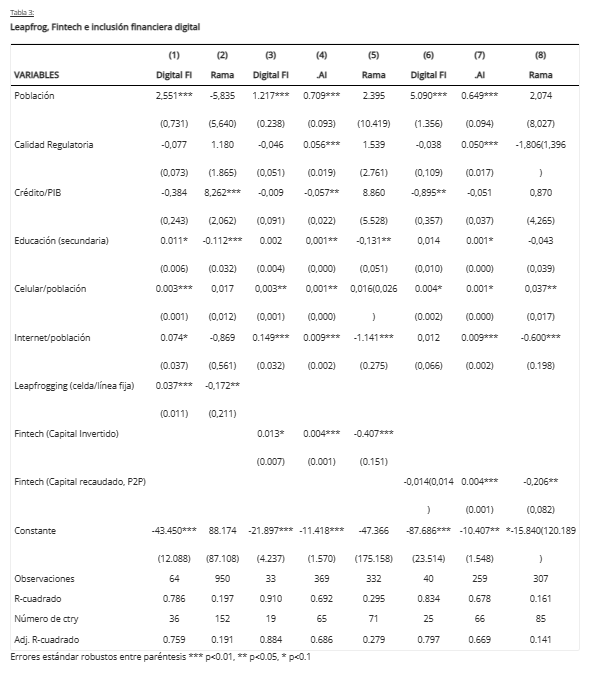 Tabla 3:
Leapfrog, Fintech e inclusión financiera digital
(1) (2) (3) (4) (5) (6) (7) (8)
VARIABLES Digital FI Rama Digital FI .AI Rama Digital FI .AI Rama
Población 2,551*** -5,835 1.217*** 0.709*** 2.395 5.090*** 0.649*** 2,074
(0,731) (5,640) (0.238) (0.093) (10.419) (1.356) (0.094) (8,027)
Calidad Regulatoria -0,077 1.180 -0,046 0.056*** 1.539 -0,038 0.050*** -1,806(1,396
(0,073) (1.865) (0,051) (0.019) (2.761) (0,109) (0.017) )
Crédito/PIB -0,384 8,262*** -0,009 -0,057** 8.860 -0,895** -0,051 0,870
(0,243) (2,062) (0,091) (0,022) (5.528) (0,357) (0,037) (4,265)
Educación (secundaria) 0.011* -0.112*** 0.002 0,001** -0,131** 0,014 0.001* -0,043
(0.006) (0.032) (0.004) (0,000) (0,051) (0,010) (0.000) (0,039)
Celular/población 0.003*** 0,017 0,003** 0,001** 0,016(0,026 0.004* 0.001* 0,037**
(0.001) (0,012) (0,001) (0,000) ) (0.002) (0.000) (0,017)
Internet/población 0.074* -0,869 0.149*** 0.009*** -1.141*** 0,012 0.009*** -0.600***
(0.037) (0,561) (0.032) (0.002) (0.275) (0,066) (0.002) (0.198)
Leapfrogging (celda/línea fija) 0.037*** -0,172**
(0.011) (0,211)
Fintech (Capital Invertido) 0.013* 0.004*** -0.407***
(0.007) (0.001) (0.151)
Fintech (Capital recaudado, P2P) -0,014(0,014 0.004*** -0,206**
) (0.001) (0,082)
Constante -43.450*** 88.174 -21.897*** -11.418*** -47.366 -87.686*** -10.407** *-15.840(120.189
(12.088) (87.108) (4.237) (1.570) (175.158) (23.514) (1.548) )
Observaciones 64 950 33 369 332 40 259 307
R-cuadrado 0.786 0.197 0.910 0.692 0.295 0.834 0.678 0.161
Número de ctry 36 152 19 65 71 25 66 85
Adj. R-cuadrado 0.759 0.191 0.884 0.686 0.279 0.797 0.669 0.141
Errores estándar robustos entre paréntesis *** p<0.01, ** p<0.05, * p<0.1